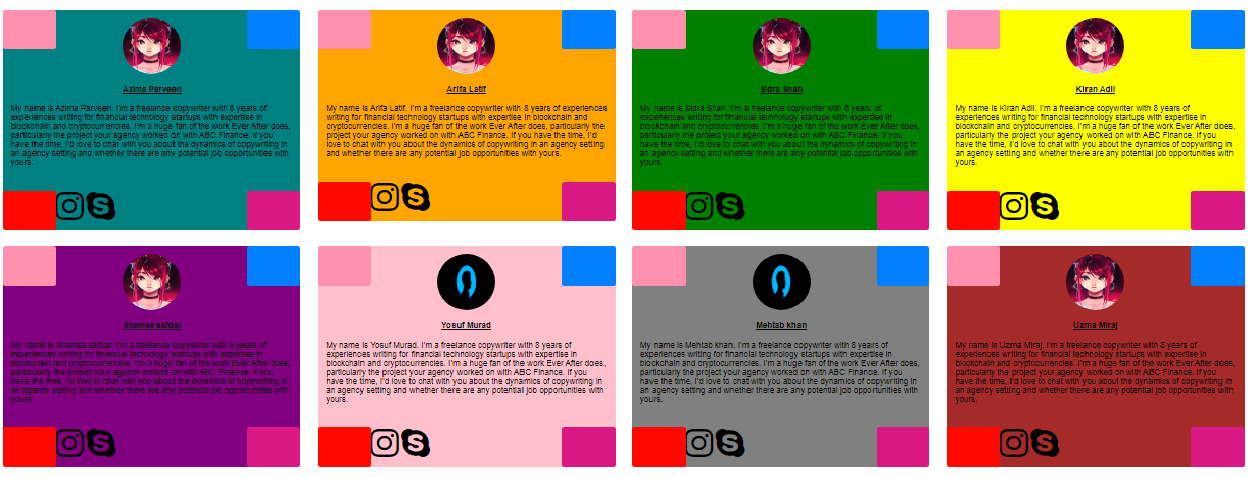 Azima Parveen
My name is Azima Parveen. I'm a freelance copywriter with 8 years of
experiences writing for financial technology startups with expertise in
blockchain and cryptocurrencies. I'm a huge fan of the work Ever After does,
particularly the project your agency worked on with ABC Finance. If you
have the time, I'd love to chat with you about the dynamics of copywriting in
an agency setting and whether there are any potential job opportunities with
yours.
Arifa Latif
My name is Arifa Latif. I'm a freelance copywriter with 8 years of experiences
writing for financial technology startups with expertise in blockchain and
cryptocurrencies. I'm a huge fan of the work Ever After does, particularly the
project your agency worked on with ABC Finance. If you have the time, I'd
love to chat with you about the dynamics of copywriting in an agency setting
and whether there are any potential job opportunities with yours.
Sidra Shah
My name is Sidra Shah. I'm a freelance copywriter with 8 years of
experiences writing for financial technology startups with expertise in
blockchain and cryptocurrencies. I'm a huge fan of the work Ever After does,
particularly the project your agency worked on with ABC Finance. If you
have the time, I'd love to chat with you about the dynamics of copywriting in
an agency setting and whether there are any potential job opportunities with
yours.
Kiran Adil
My name is Kiran Adil. I'm a freelance copywriter with 8 years of
experiences writing for financial technology startups with expertise in
blockchain and cryptocurrencies. I'm a huge fan of the work Ever After does,
particularly the project your agency worked on with ABC Finance. If you
have the time, I'd love to chat with you about the dynamics of copywriting in
an agency setting and whether there are any potential job opportunities with
yours.
Shamsa safdar
My name is Shamsa safdar. I'm a freelance copywriter with 8 years of
experiences writing for financial technology startups with expertise in
blockchain and cryptocurrencies. I'm a huge fan of the work Ever After does,
particularly the project your agency worked on with ABC Finance. If you
have the time, I'd love to chat with you about the dynamics of copywriting in
an agency setting and whether there are any potential job opportunities with
yours.
Yosuf Murad
My name is Yosuf Murad. I'm a freelance copywriter with 8 years of
experiences writing for financial technology startups with expertise in
blockchain and cryptocurrencies. I'm a huge fan of the work Ever After does,
particularly the project your agency worked on with ABC Finance. If you
have the time, I'd love to chat with you about the dynamics of copywriting in
an agency setting and whether there are any potential job opportunities with
yours.
Mehtab khan
My name is Mehtab khan. I'm a freelance copywriter with 8 years of
experiences writing for financial technology startups with expertise in
blockchain and cryptocurrencies. I'm a huge fan of the work Ever After does,
particularly the project your agency worked on with ABC Finance. If you
have the time, I'd love to chat with you about the dynamics of copywriting in
an agency setting and whether there are any potential job opportunities with
yours.
Uzma Miraj
My name is Uzma Miraj. I'm a freelance copywriter with 8 years of
experiences writing for financial technology startups with expertise in
blockchain and cryptocurrencies. I'm a huge fan of the work Ever After does,
particularly the project your agency worked on with ABC Finance. If you
have the time, I'd love to chat with you about the dynamics of copywriting in
an agency setting and whether there are any potential job opportunities with
yours.